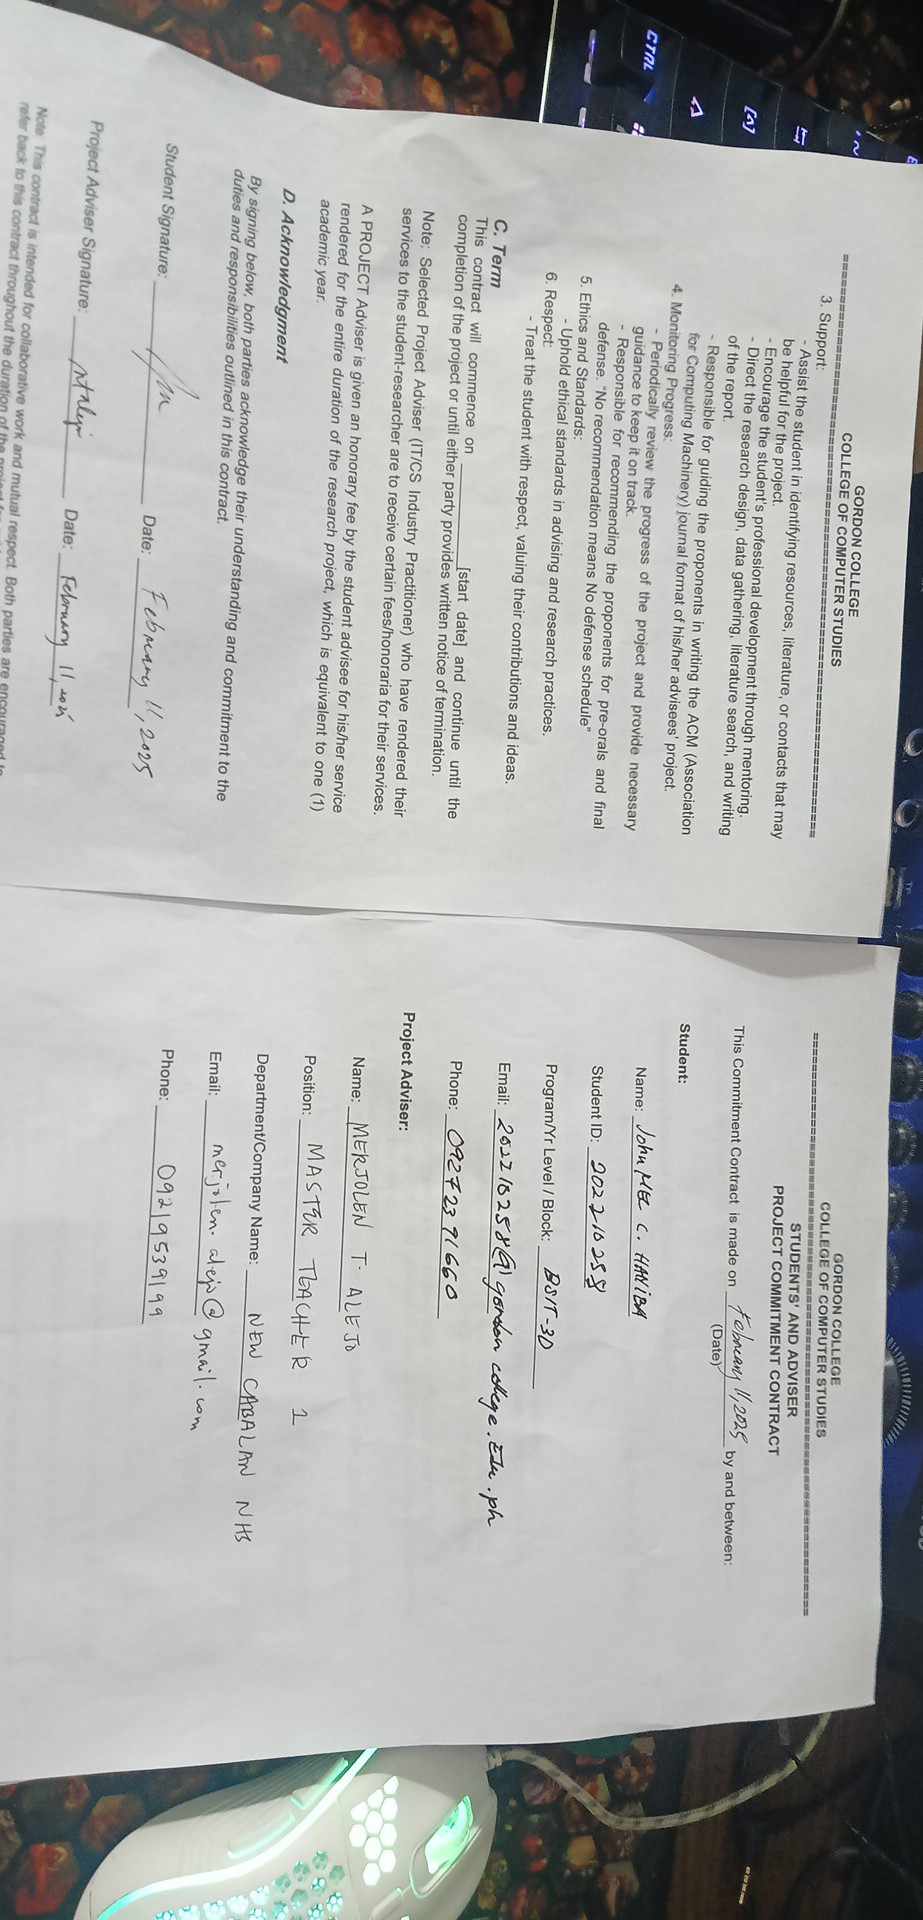 GORDON COLLEGE
COLLEGE OF COMPUTER STUDIES
================================================
3. Support:
- Assist the student in identifying resources, literature, or contacts that may
be helpful for the project.
- Encourage the student's professional development through mentoring.
- Direct the research design, data gathering, literature search, and writing
of the report.
- Responsible for guiding the proponents in writing the ACM (Association
for Computing Machinery) journal format of his/her advisees' project.
4. Monitoring Progress:
- Periodically review the progress of the project and provide necessary
guidance to keep it on track.
- Responsible for recommending the proponents for pre-orals and final
defense. "No recommendation means No defense schedule"
5. Ethics and Standards:
- Uphold ethical standards in advising and research practices.
6. Respect:
- Treat the student with respect, valuing their contributions and ideas.
C. Term
This contract will commence on __________[start date] and continue until the
completion of the project or until either party provides written notice of termination.
Note: Selected Project Adviser (IT/CS Industry Practitioner) who have rendered their
services to the student-researcher are to receive certain fees/honoraria for their services.
A PROJECT Adviser is given an honorary fee by the student advisee for his/her service
rendered for the entire duration of the research project, which is equivalent to one (1)
academic year.
D. Acknowledgment
By signing below, both parties acknowledge their understanding and commitment to the
duties and responsibilities outlined in this contract.
Student Signature: Date: February 11, 2025
Project Adviser Signature: Date: February 11, 2025
Note: This contract is intended for collaborative work and mutual respect. Both parties are encouraged to
refer back to this contract throughout the duration of the
GORDON COLLEGE
COLLEGE OF COMPUTER STUDIES
================================================
STUDENTS' AND ADVISER
PROJECT COMMITMENT CONTRACT
This Commitment Contract is made on February 11, 2025 by and between:
(Date)
Student:
Name: John MEL C. HANIBA
Student ID: 202210258
Program/Yr Level / Block: BSIT-3D
Email: 202210258@gordon college.Edu.ph
Phone: 09272391660
Project Adviser:
Name: MERJOLEN T. ALEJO
Position: MASTER TEACHER 1
Department/Company Name: NEW CABALAN NHS
Email: merjolen.alejo@gmail.com
Phone: 09219539199
CTRL